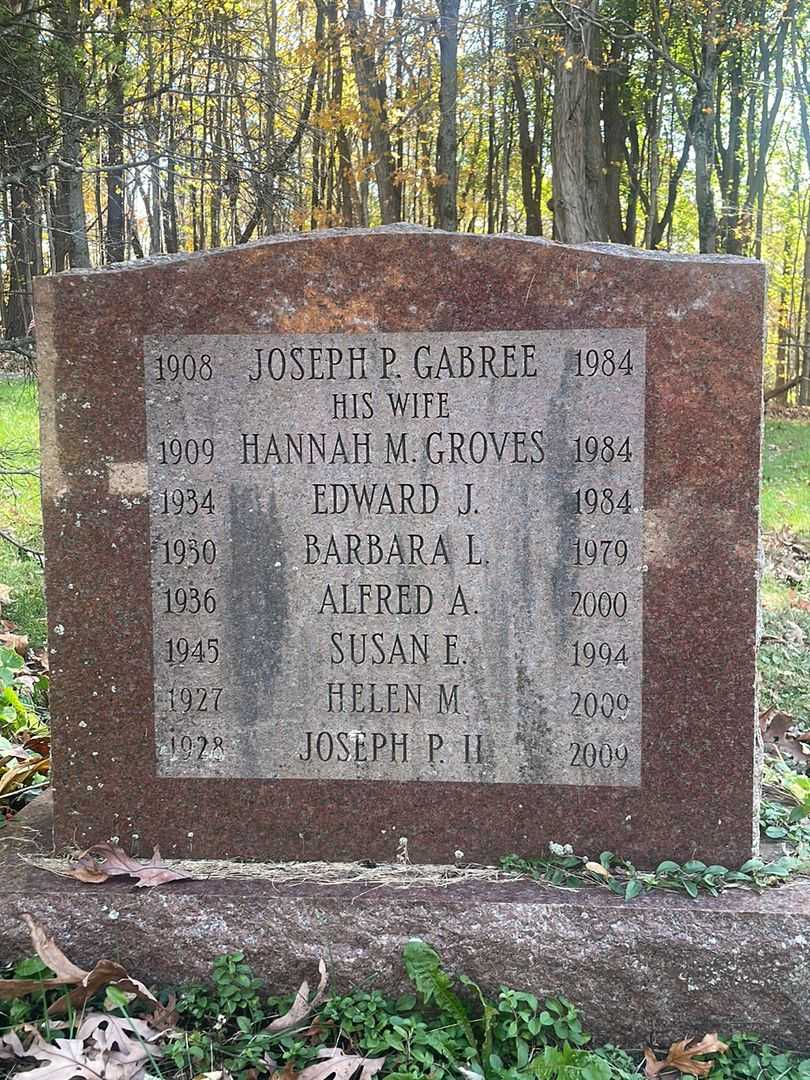 1908 JOSEPH P. GABREE 1984
HIS WIFE
1909 HANNAH M. GROVES 1984
1934 EDWARD J. 1984
1930 BARBARA L. 1979
1936 ALFRED A. 2000
1945 SUSAN E. 1994
1927 HELEN M. 2009
1928 JOSEPH P. II 2009